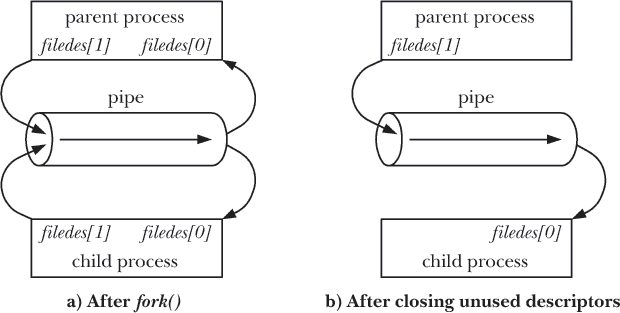 parent process
filedes[1] filedes[0]
pipe
filedes[1] filedes[0]
child process
a) After fork()
parent process
filedes[1]
pipe
filedes[0]
child process
b) After closing unused descriptors